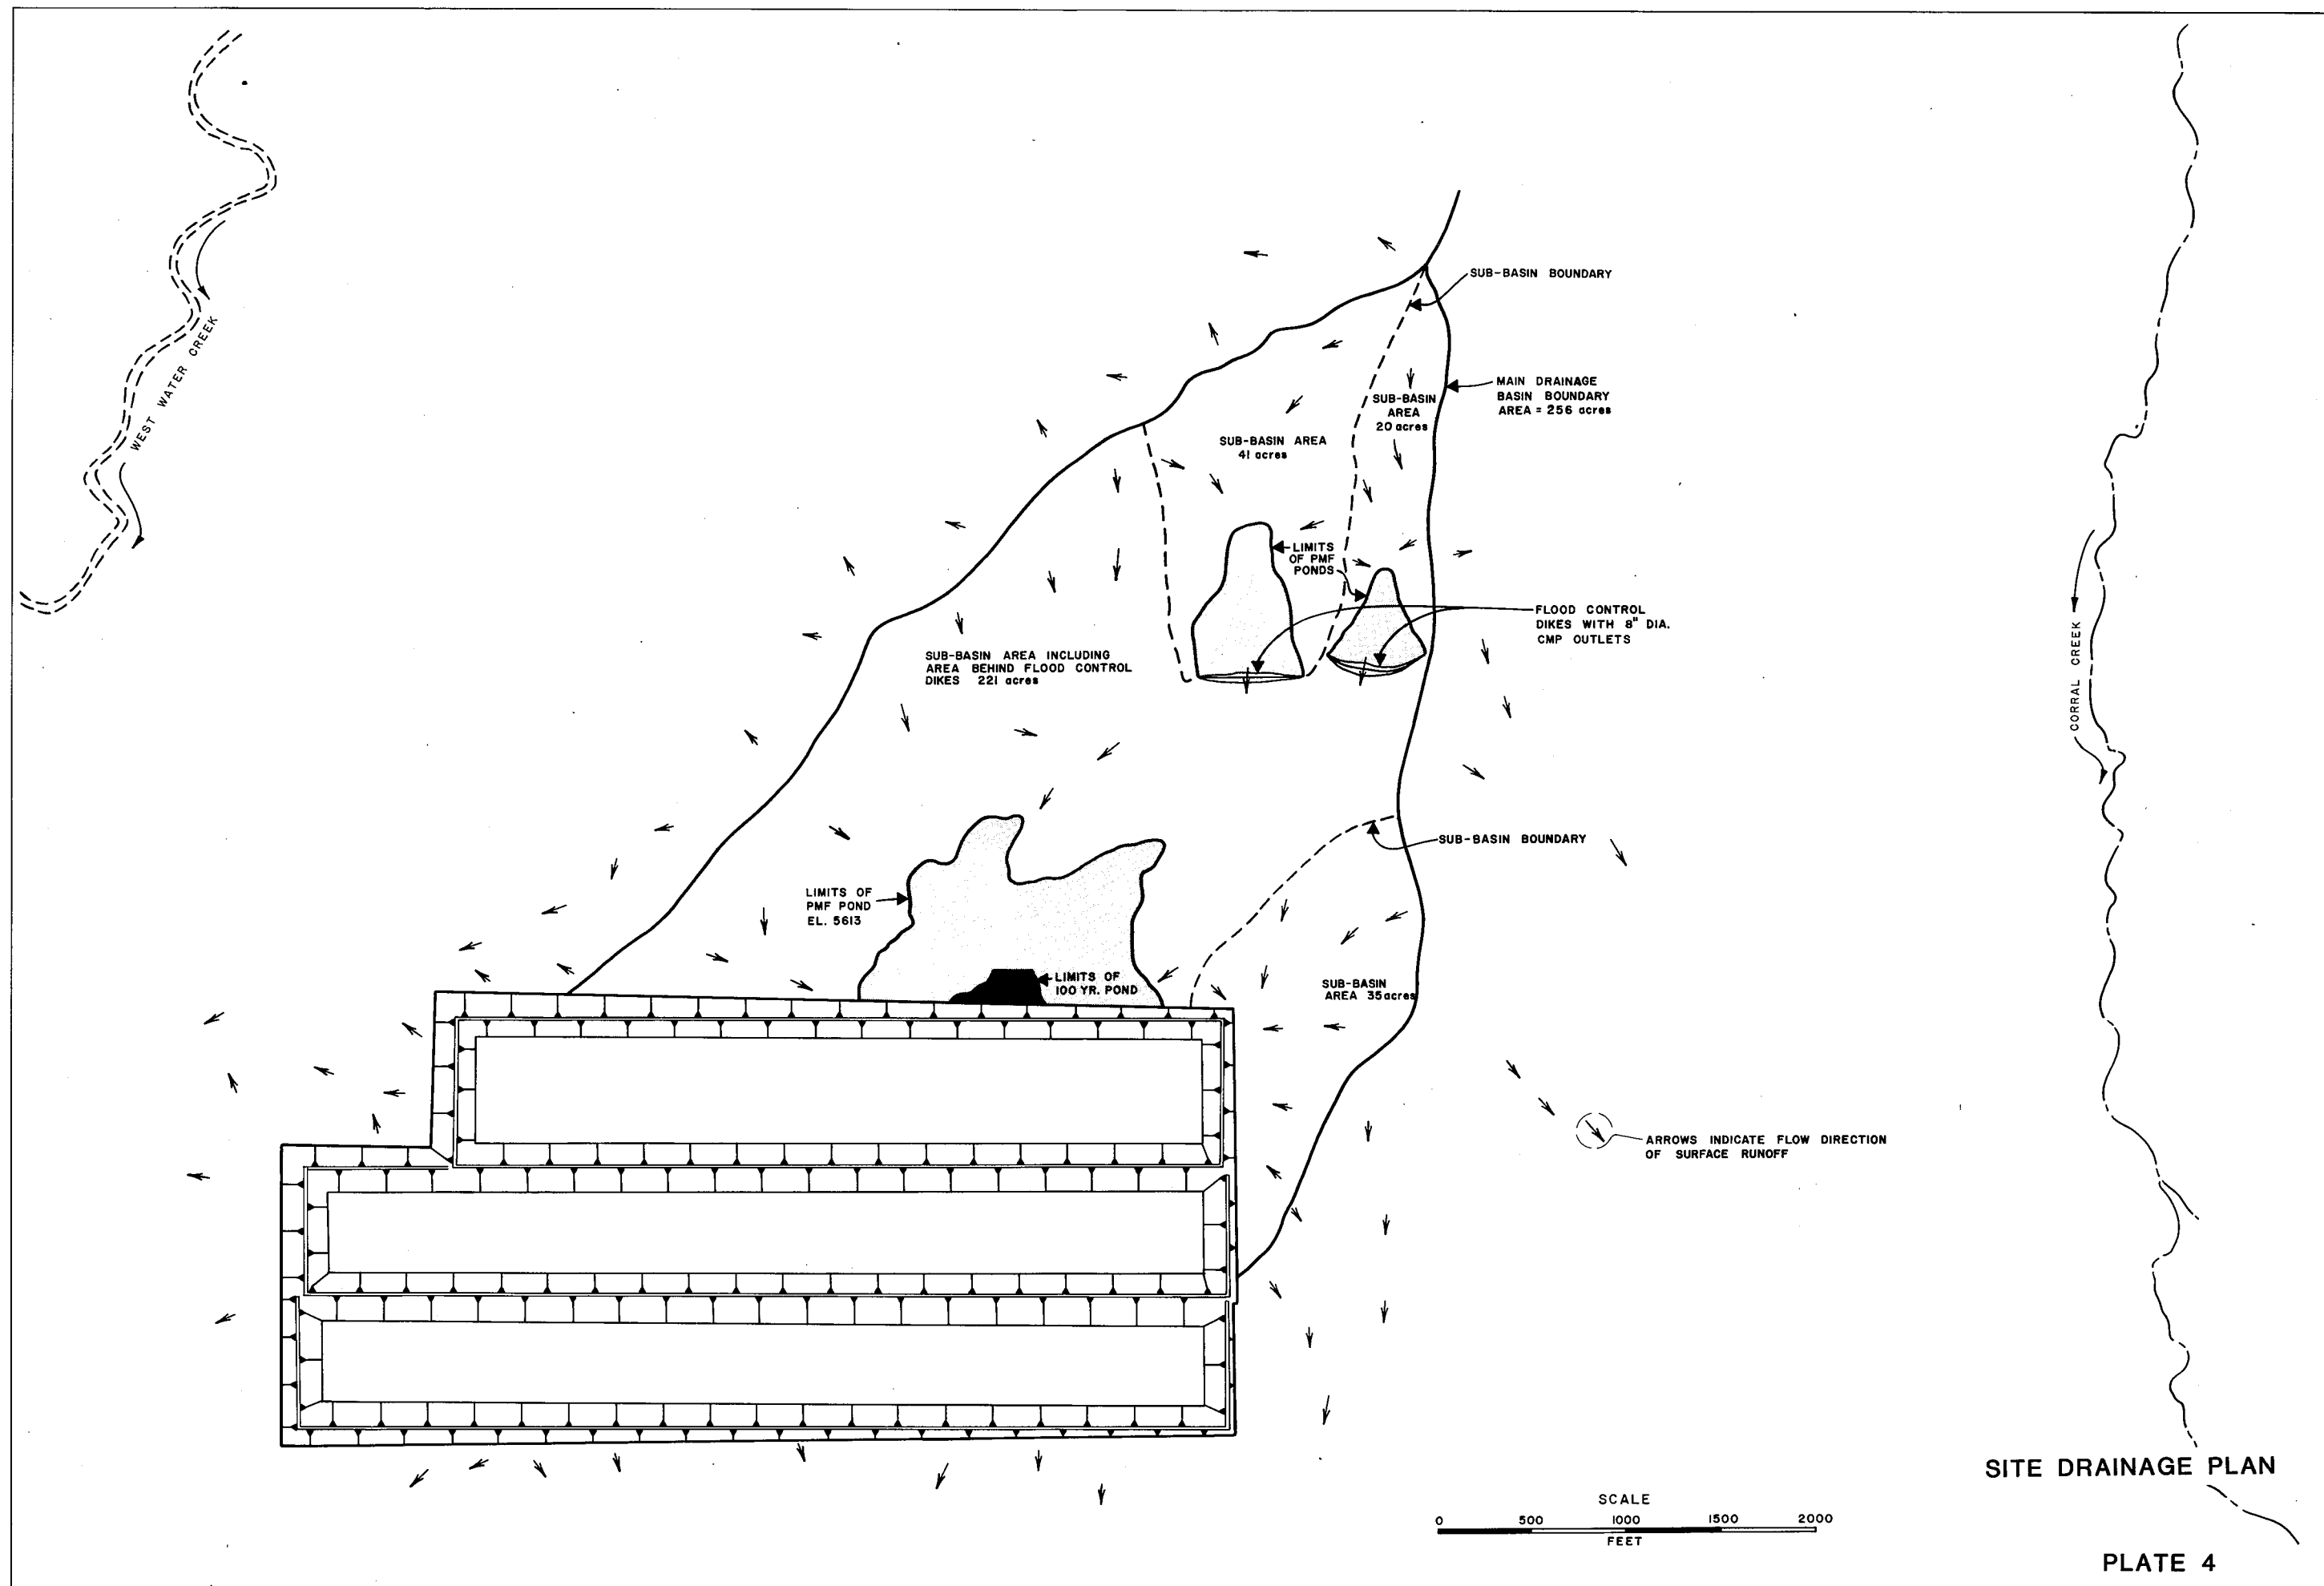 WEST WATER CREEK
SUB-BASIN BOUNDARY
MAIN DRAINAGE
BASIN BOUNDARY
AREA = 256 acres
SUB-BASIN
AREA
20 acres
SUB-BASIN AREA
41 acres
LIMITS
OF PMF
PONDS
FLOOD CONTROL
DIKES WITH 8" DIA.
CMP OUTLETS
SUB-BASIN AREA INCLUDING
AREA BEHIND FLOOD CONTROL
DIKES 221 acres
CORRAL CREEK
SUB-BASIN BOUNDARY
LIMITS OF
PMF POND
EL. 5613
LIMITS OF
100 YR. POND
SUB-BASIN
AREA 35 acres
ARROWS INDICATE FLOW DIRECTION
OF SURFACE RUNOFF
SITE DRAINAGE PLAN
SCALE
0 500 1000 1500 2000
FEET
PLATE 4